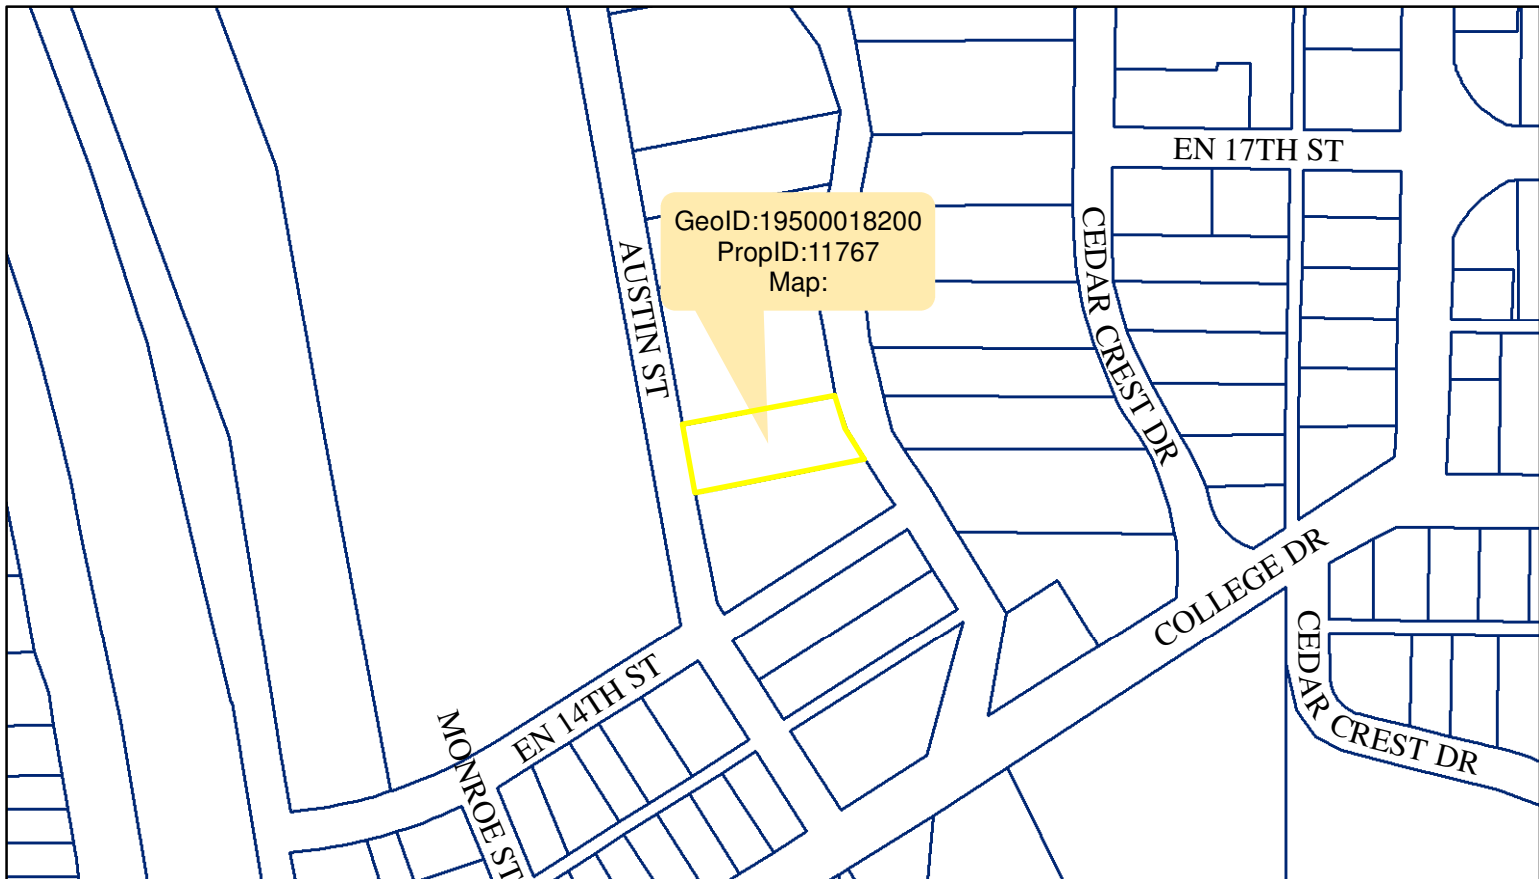 EN 17TH ST
GeoID:19500018200
PropID:11767
Map:
AUSTIN ST
CEDAR CREST DR
COLLEGE DR
CEDAR CREST DR
EN 14TH ST
MONROE ST